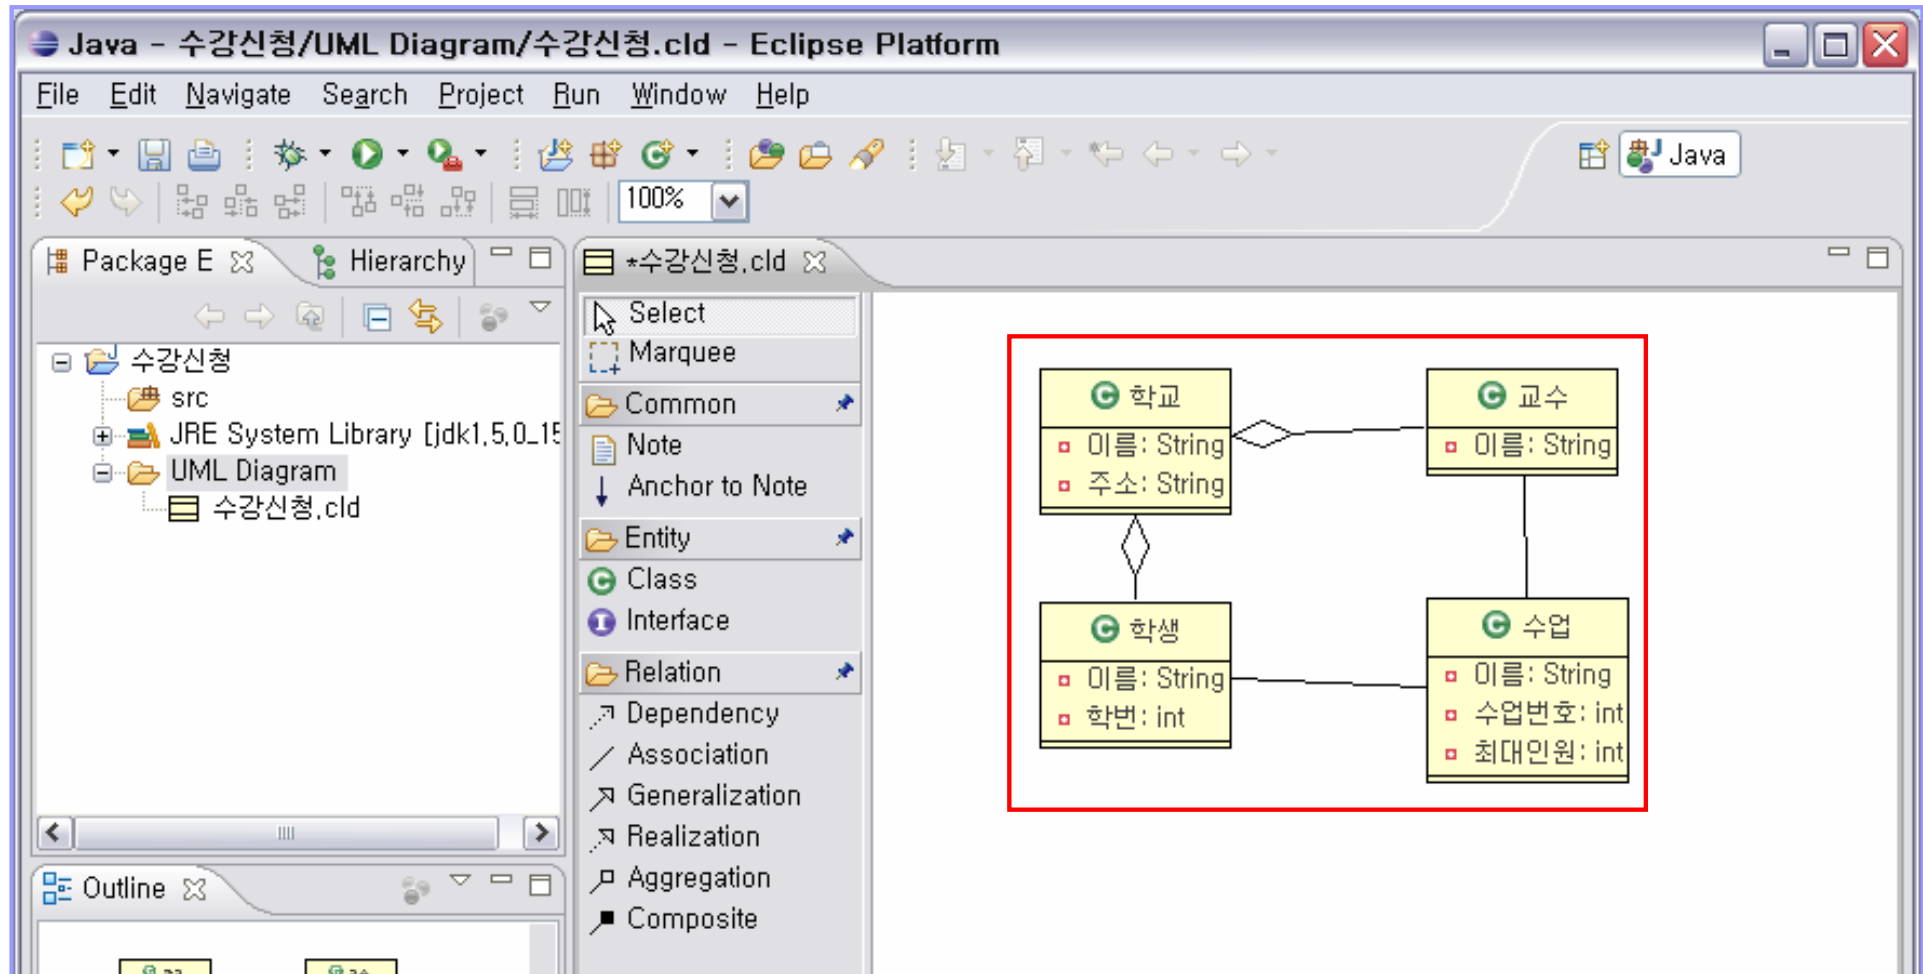 Java - 수강신청/UML Diagram/수강신청.cld - Eclipse Platform
File Edit Navigate Search Project Run Window Help
Java
100%
Package E
Hierarchy
수강신청
src
JRE System Library [jdk1,5,0_15
UML Diagram
수강신청,cld
Outline
*수강신청,cld
Select
Marquee
Common
Note
Anchor to Note
Entity
Class
Interface
Relation
Dependency
Association
Generalization
Realization
Aggregation
Composite
학교
이름: String
주소: String
교수
이름: String
학생
이름: String
학번: int
수업
이름: String
수업번호: int
최대인원: int